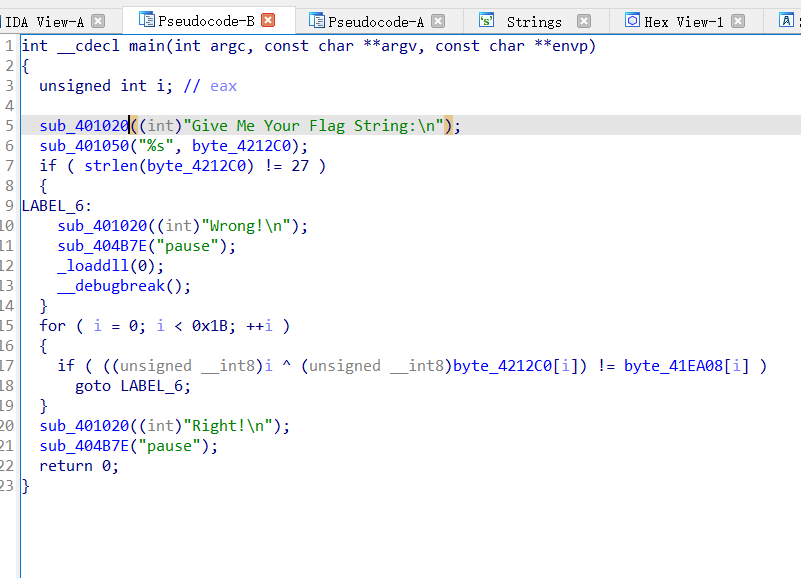 IDA View-A Pseudocode-B Pseudocode-A Strings Hex View-1
1 int __cdecl main(int argc, const char **argv, const char **envp)
2 {
3 unsigned int i; // eax
4
5 sub_401020((int)"Give Me Your Flag String:\n");
6 sub_401050("%s", byte_4212C0);
7 if ( strlen(byte_4212C0) != 27 )
8 {
9 LABEL_6:
10 sub_401020((int)"Wrong!\n");
11 sub_404B7E("pause");
12 _loaddll(0);
13 __debugbreak();
14 }
15 for ( i = 0; i < 0x1B; ++i )
16 {
17 if ( ((unsigned __int8)i ^ (unsigned __int8)byte_4212C0[i]) != byte_41EA08[i] )
18 goto LABEL_6;
19 }
20 sub_401020((int)"Right!\n");
21 sub_404B7E("pause");
22 return 0;
23 }